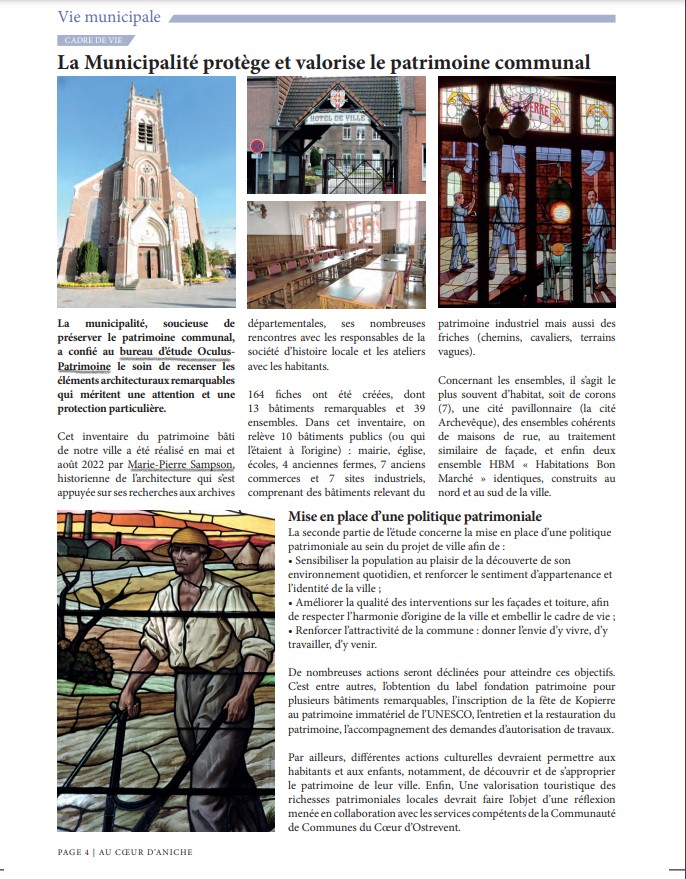 Vie municipale
CADRE DE VIE
La Municipalité protège et valorise le patrimoine communal
HOTEL DE VILLE
La municipalité, soucieuse de
préserver le patrimoine communal,
a confié au bureau d'étude Oculus-
Patrimoine le soin de recenser les
éléments architecturaux remarquables
qui méritent une attention et une
protection particulière.
Cet inventaire du patrimoine bâti
de notre ville a été réalisé en mai et
août 2022 par Marie-Pierre Sampson,
historienne de l'architecture qui s'est
appuyée sur ses recherches aux archives
départementales, ses nombreuses
rencontres avec les responsables de la
société d'histoire locale et les ateliers
avec les habitants.
164 fiches ont été créées, dont
13 bâtiments remarquables et 39
ensembles. Dans cet inventaire, on
relève 10 bâtiments publics (ou qui
l'étaient à l'origine) : mairie, église,
écoles, 4 anciennes fermes, 7 anciens
commerces et 7 sites industriels,
comprenant des bâtiments relevant du
patrimoine industriel mais aussi des
friches (chemins, cavaliers, terrains
vagues).
Concernant les ensembles, il s'agit le
plus souvent d'habitat, soit de corons
(7), une cité pavillonnaire (la cité
Archevêque), des ensembles cohérents
de maisons de rue, au traitement
similaire de façade, et enfin deux
ensemble HBM « Habitations Bon
Marché » identiques, construits au
nord et au sud de la ville.
Mise en place d'une politique patrimoniale
La seconde partie de l'étude concerne la mise en place d'une politique
patrimoniale au sein du projet de ville afin de :
• Sensibiliser la population au plaisir de la découverte de son
environnement quotidien, et renforcer le sentiment d'appartenance et
l'identité de la ville ;
• Améliorer la qualité des interventions sur les façades et toiture, afin
de respecter l'harmonie d'origine de la ville et embellir le cadre de vie ;
• Renforcer l'attractivité de la commune : donner l'envie d'y vivre, d'y
travailler, d'y venir.
De nombreuses actions seront déclinées pour atteindre ces objectifs.
C'est entre autres, l'obtention du label fondation patrimoine pour
plusieurs bâtiments remarquables, l'inscription de la fête de Kopierre
au patrimoine immatériel de l'UNESCO, l'entretien et la restauration du
patrimoine, l'accompagnement des demandes d'autorisation de travaux.
Par ailleurs, différentes actions culturelles devraient permettre aux
habitants et aux enfants, notamment, de découvrir et de s'approprier
le patrimoine de leur ville. Enfin, Une valorisation touristique des
richesses patrimoniales locales devrait faire l'objet d'une réflexion
menée en collaboration avec les services compétents de la Communauté
de Communes du Cœur d'Ostrevent.
PAGE 4 | AU CŒUR D'ANICHE